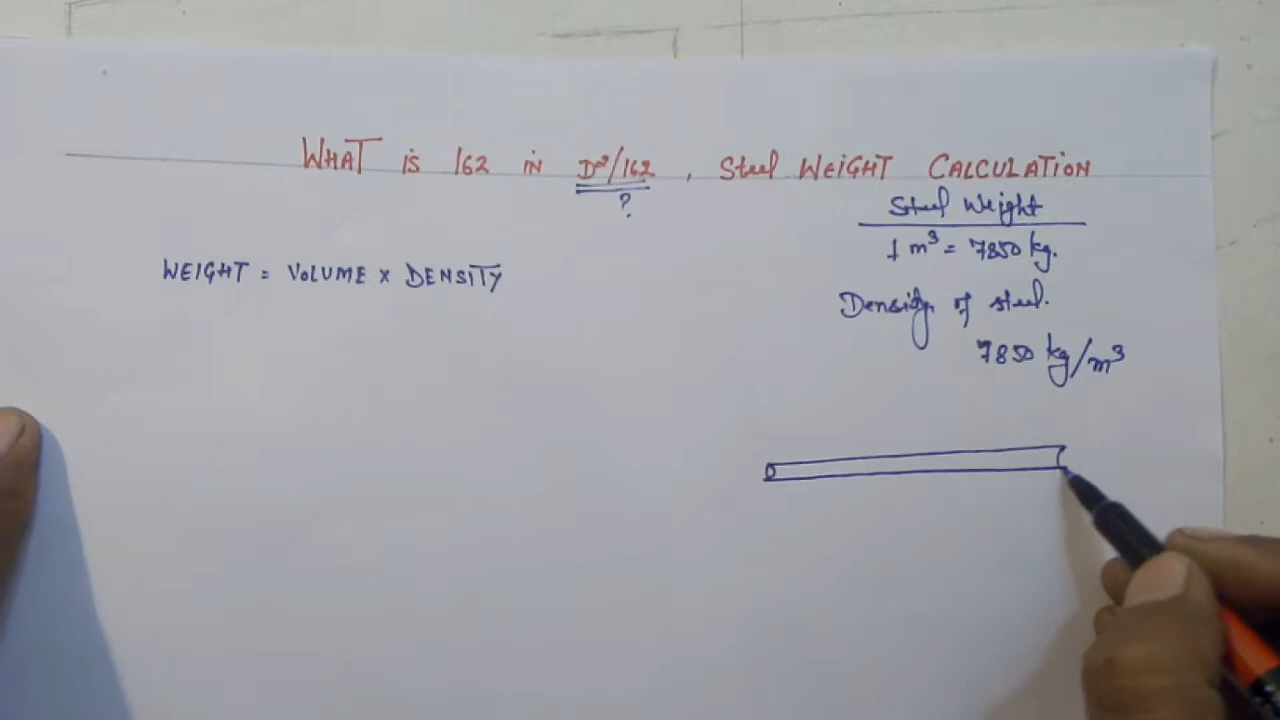 WHAT is 162 in D²/162 , Steel WEIGHT CALCULATION
?
Steel Weight
1 m³ = 7850 kg.
WEIGHT = VOLUME × DENSITY
Density of steel.
7850 kg/m³